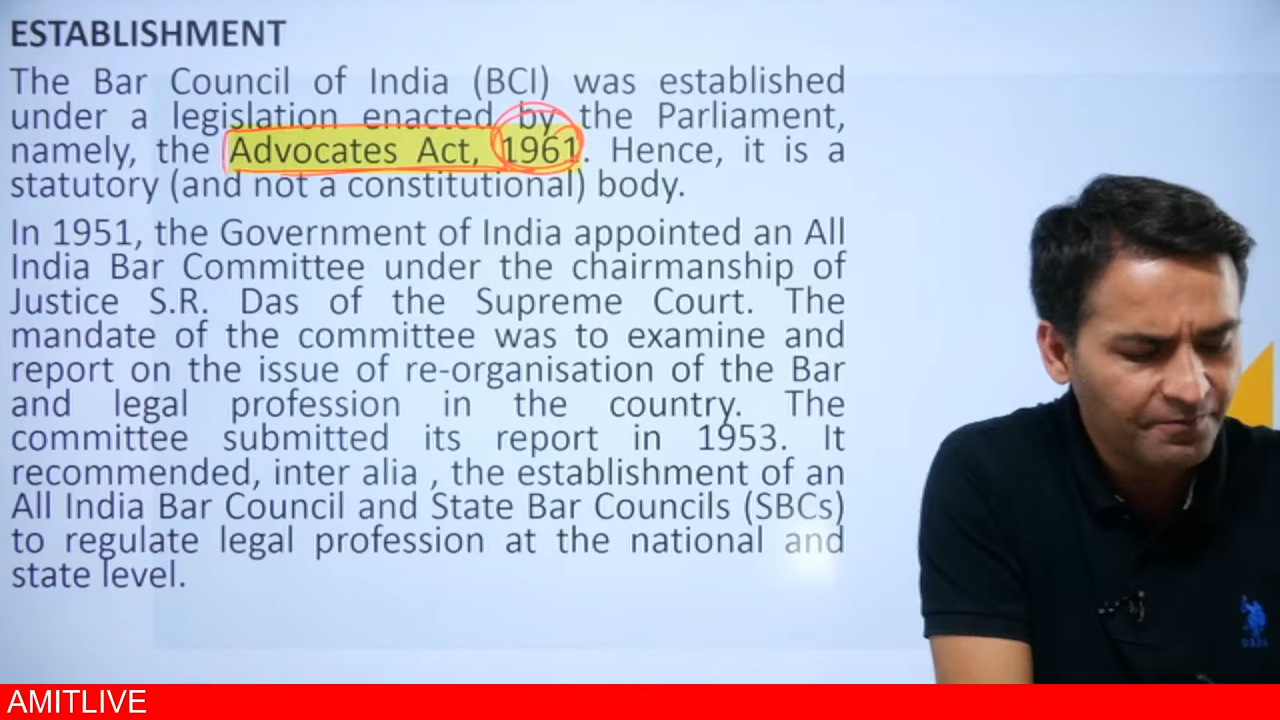 ESTABLISHMENT
The Bar Council of India (BCI) was established
under a legislation enacted by the Parliament,
namely, the Advocates Act, 1961. Hence, it is a
statutory (and not a constitutional) body.
In 1951, the Government of India appointed an All
India Bar Committee under the chairmanship of
Justice S.R. Das of the Supreme Court. The
mandate of the committee was to examine and
report on the issue of re-organisation of the Bar
and legal profession in the country. The
committee submitted its report in 1953. It
recommended, inter alia , the establishment of an
All India Bar Council and State Bar Councils (SBCs)
to regulate legal profession at the national and
state level.
AMITLIVE